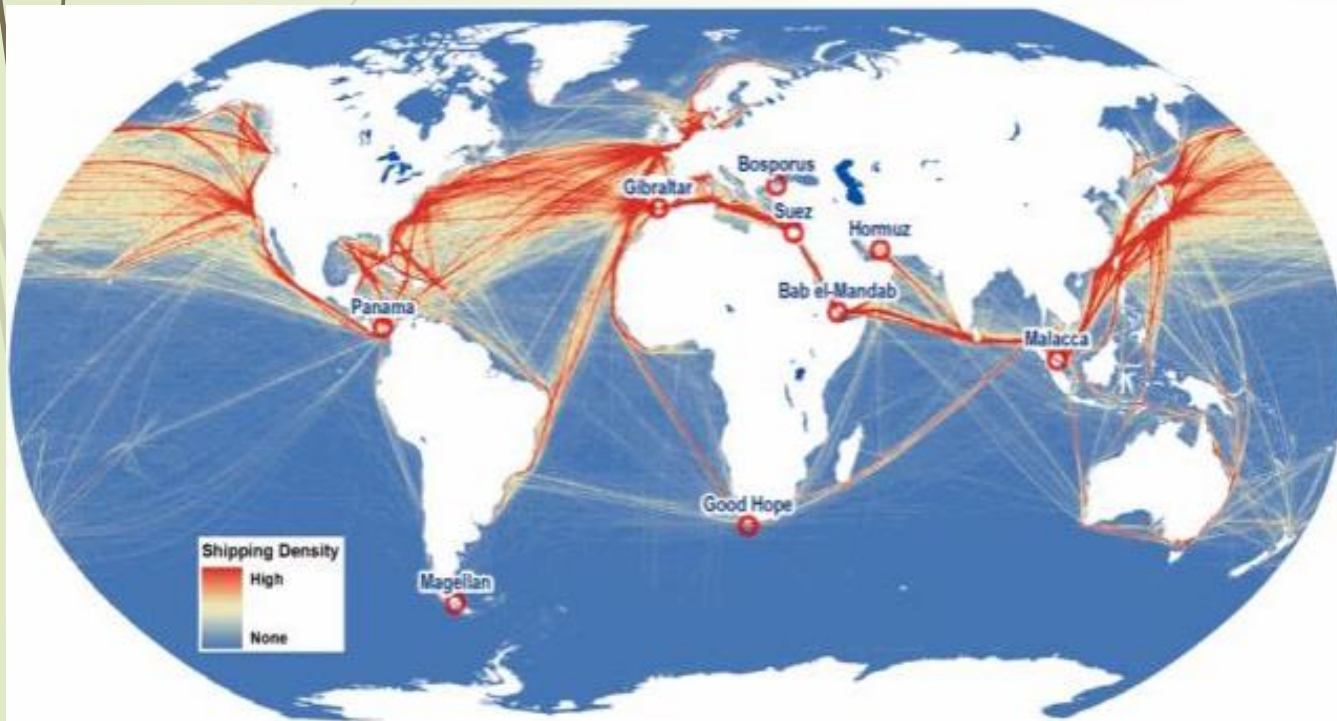 Bosporus
Gibraltar
Suez
Hormuz
Bab el-Mandab
Panama
Malacca
Good Hope
Shipping Density
High
None
Magellan